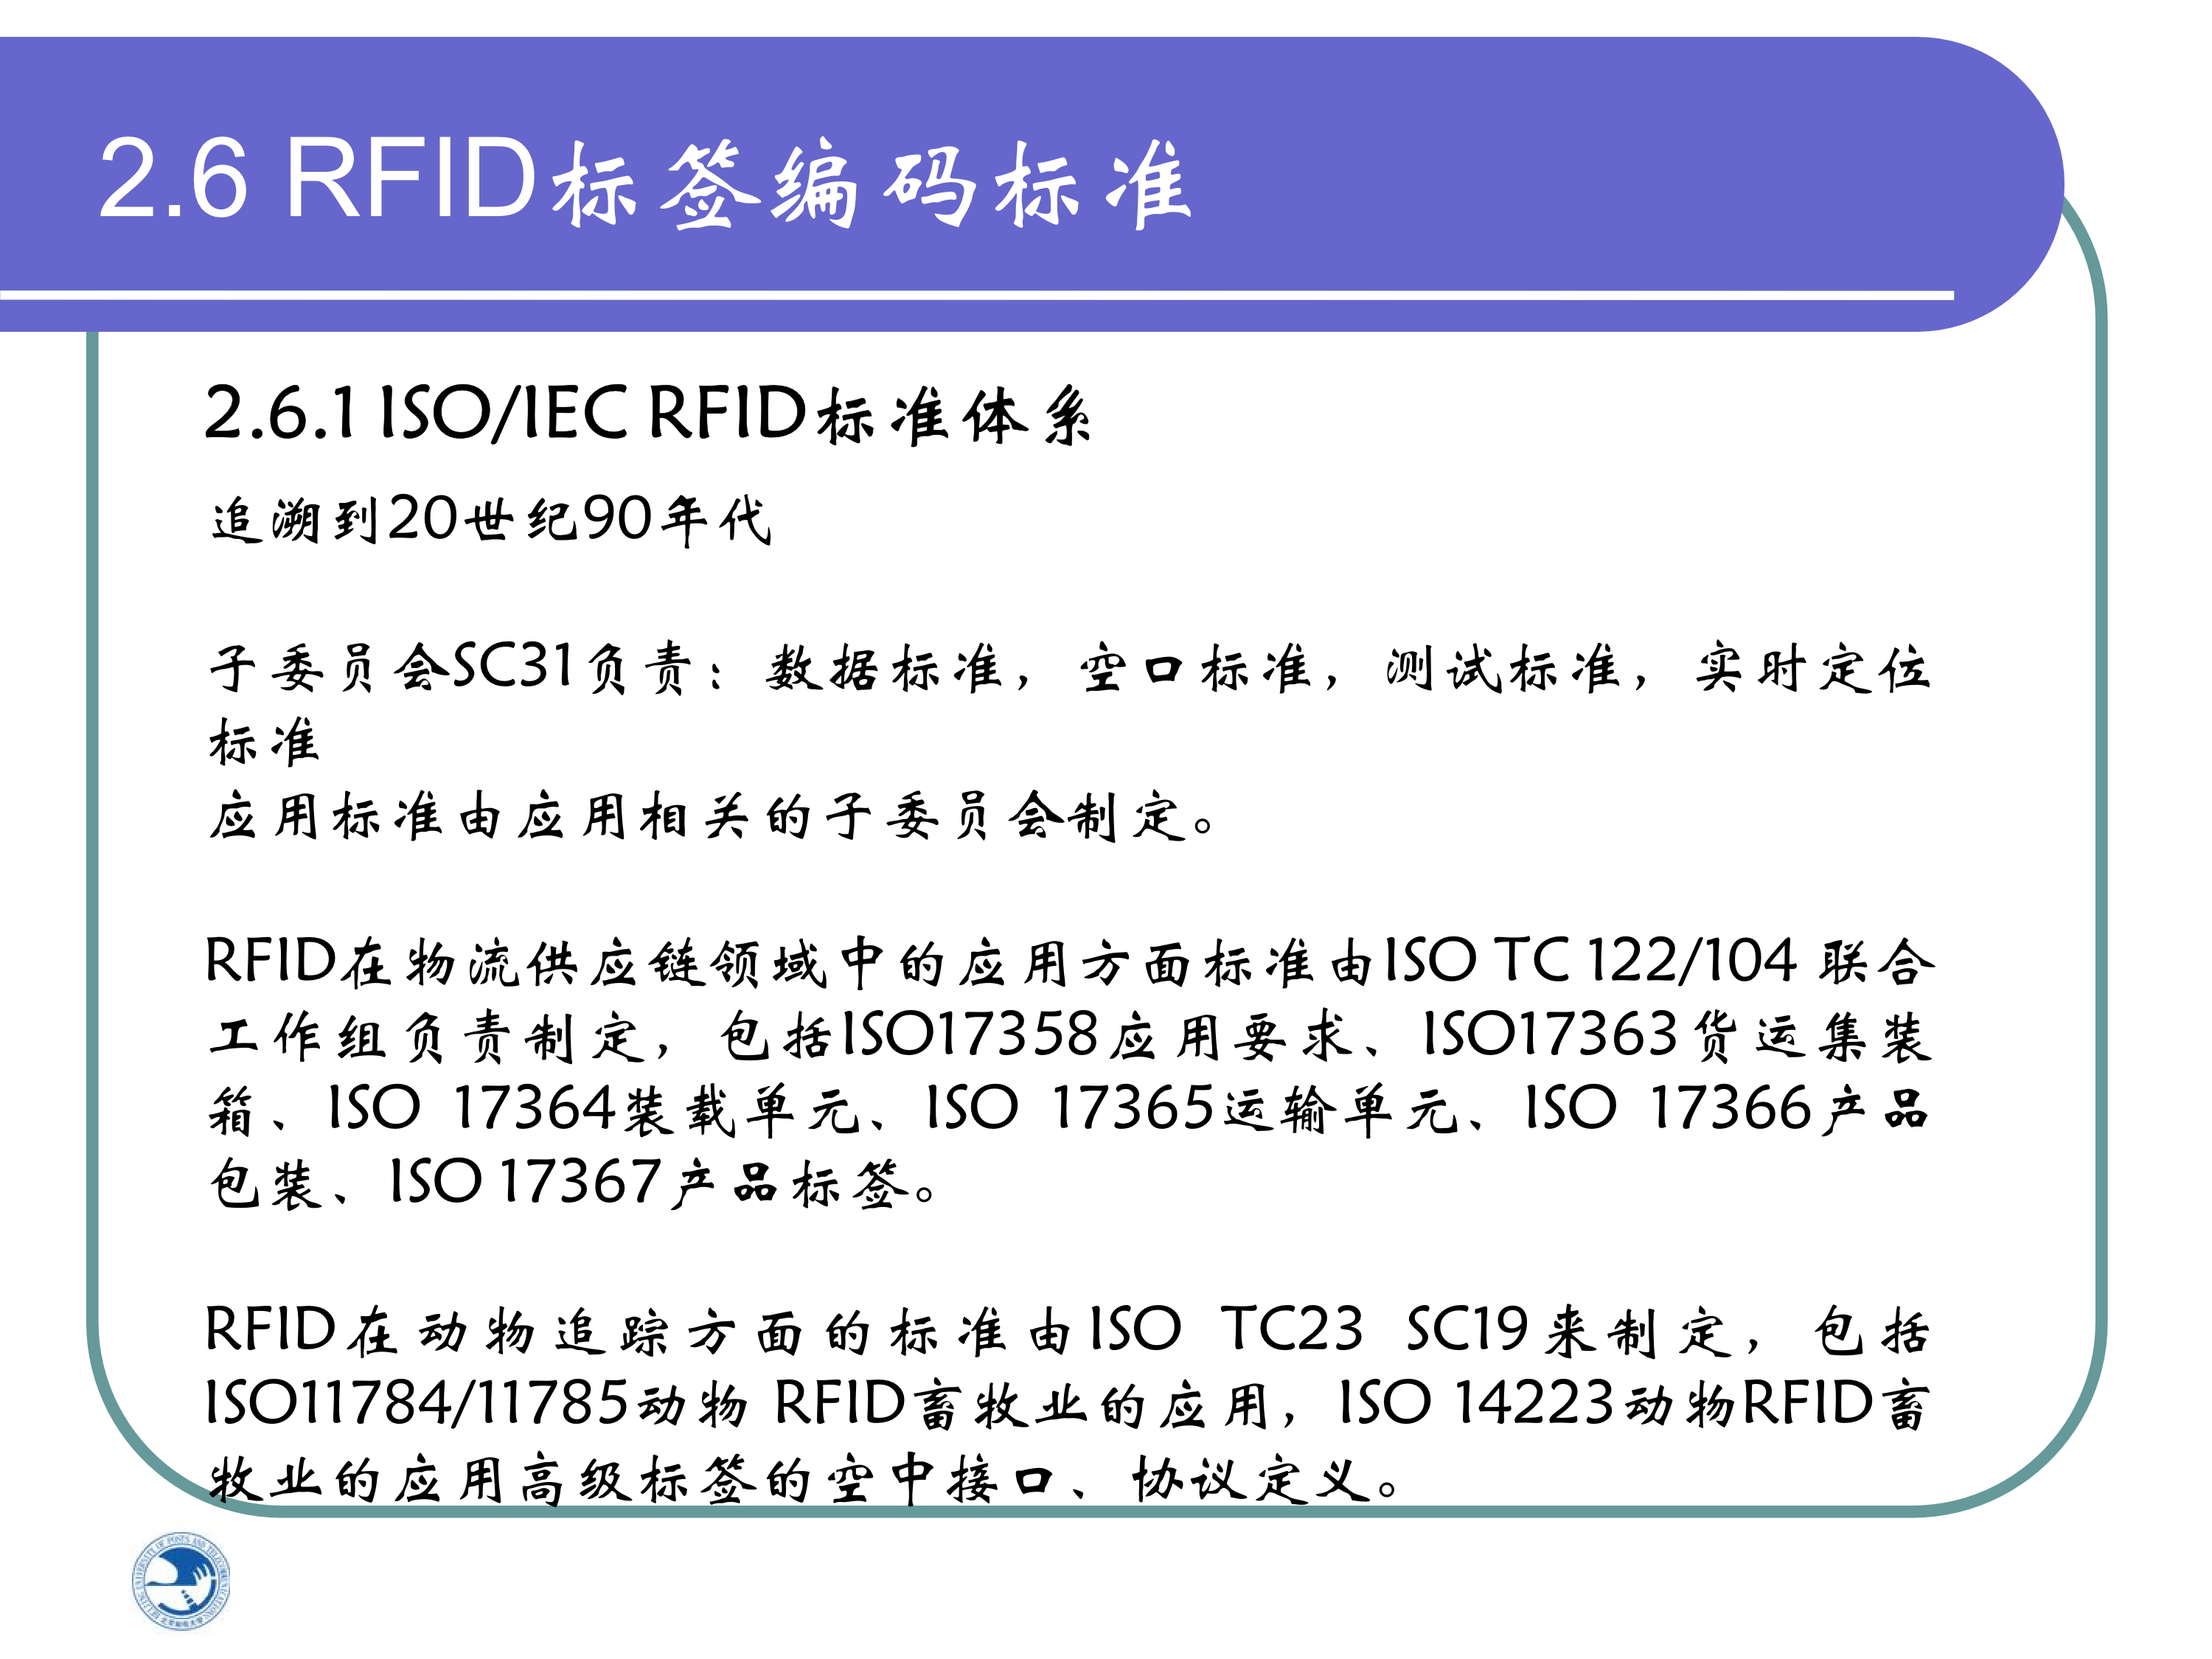 2.6 RFID标签编码标准
2.6.1 ISO/IEC RFID标准体系
追溯到20世纪90年代
子委员会SC31负责：数据标准，空口标准，测试标准，实时定位
标准
应用标准由应用相关的子委员会制定。
RFID在物流供应链领域中的应用方面标准由ISO TC 122/104联合
工作组负责制定，包括ISO17358应用要求、ISO17363货运集装
箱、ISO 17364装载单元、ISO 17365运输单元、ISO 17366产品
包装、ISO 17367产品标签。
RFID在动物追踪方面的标准由 ISO TC23 SC19来制定，包括
ISO11784/11785动物 RFID畜牧业的应用，ISO 14223动物RFID畜
牧业的应用高级标签的空中接口、协议定义。